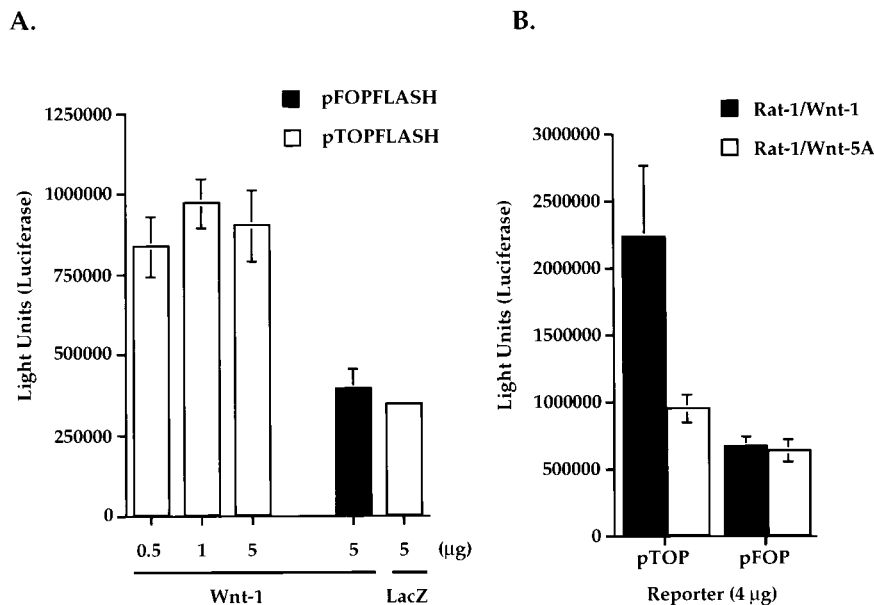 A.
pFOPFLASH
pTOPFLASH
Light Units (Luciferase)
1250000
1000000
750000
500000
250000
0
0.5 1 5 5 5 (µg)
Wnt-1 LacZ
B.
Rat-1/Wnt-1
Rat-1/Wnt-5A
Light Units (Luciferase)
3000000
2500000
2000000
1500000
1000000
500000
0
pTOP pFOP
Reporter (4 µg)